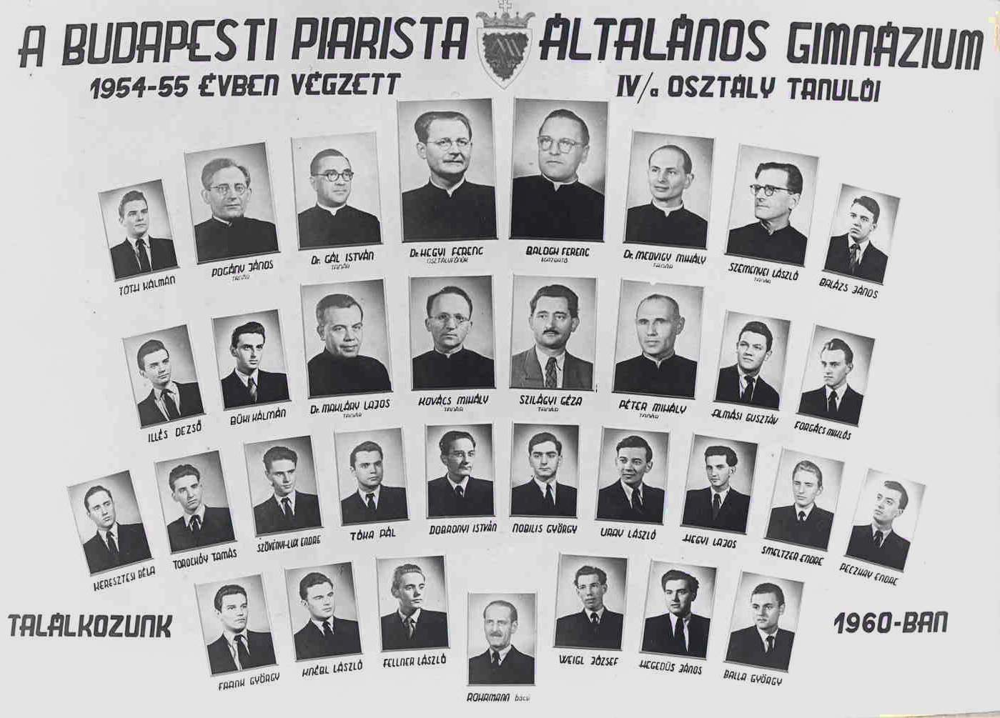 A BUDAPESTI PIARISTA ÁLTALÁNOS GIMNÁZIUM
1954-55 ÉVBEN VÉGZETT IV/a OSZTÁLY TANULÓI
TÓTH KÁLMÁN
POGÁNY JÁNOS
TANÁR
Dr. GÁL ISTVÁN
TANÁR
Dr. HEGYI FERENC
OSZTÁLYFŐNÖK
BALOGH FERENC
IGAZGATÓ
Dr. MEDVIGY MIHÁLY
TANÁR
SZEMENYEI LÁSZLÓ
TANÁR
BALÁZS JÁNOS
ILLÉS DEZSŐ
BÜKI KÁLMÁN
Dr. MAKLÁRY LAJOS
TANÁR
KOVÁCS MIHÁLY
TANÁR
SZILÁGYI GÉZA
TANÁR
PÉTER MIHÁLY
TANÁR
ALMÁSI GUSZTÁV
FORGÁCS MIKLÓS
KERESZTESI BÉLA
TOROCKÓY TAMÁS
SZÖVÉNYI-LUX ENDRE
TÓKA PÁL
DOBRONYI ISTVÁN
NOBILIS GYÖRGY
URAY LÁSZLÓ
HEGYI LAJOS
SMELTZER ENDRE
PECZHAY ENDRE
TALÁLKOZUNK
1960-BAN
FRANK GYÖRGY
KNÉBL LÁSZLÓ
FELLNER LÁSZLÓ
ROHRMANN bácsi
WEIGL JÓZSEF
HEGEDŰS JÁNOS
BALLA GYÖRGY